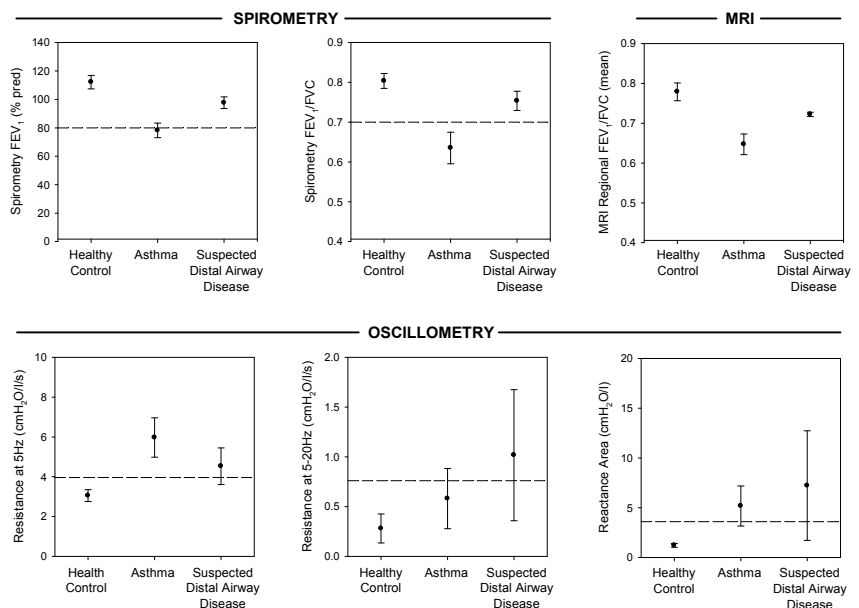 SPIROMETRY
MRI
Spirometry FEV₁ (% pred)
140
120
100
80
60
40
20
0
Healthy
Control
Asthma
Suspected
Distal Airway
Disease
Spirometry FEV₁/FVC
0.9
0.8
0.7
0.6
0.5
0.4
Healthy
Control
Asthma
Suspected
Distal Airway
Disease
MRI Regional FEV₁/FVC (mean)
0.9
0.8
0.7
0.6
0.5
0.4
Healthy
Control
Asthma
Suspected
Distal Airway
Disease
OSCILLOMETRY
Resistance at 5Hz (cmH₂O/l/s)
10
8
6
4
2
0
Health
Control
Asthma
Suspected
Distal Airway
Disease
Resistance at 5-20Hz (cmH₂O/l/s)
2.0
1.5
1.0
0.5
0.0
Healthy
Control
Asthma
Suspected
Distal Airway
Disease
Reactance Area (cmH₂O/l)
20
15
10
5
0
Healthy
Control
Asthma
Suspected
Distal Airway
Disease